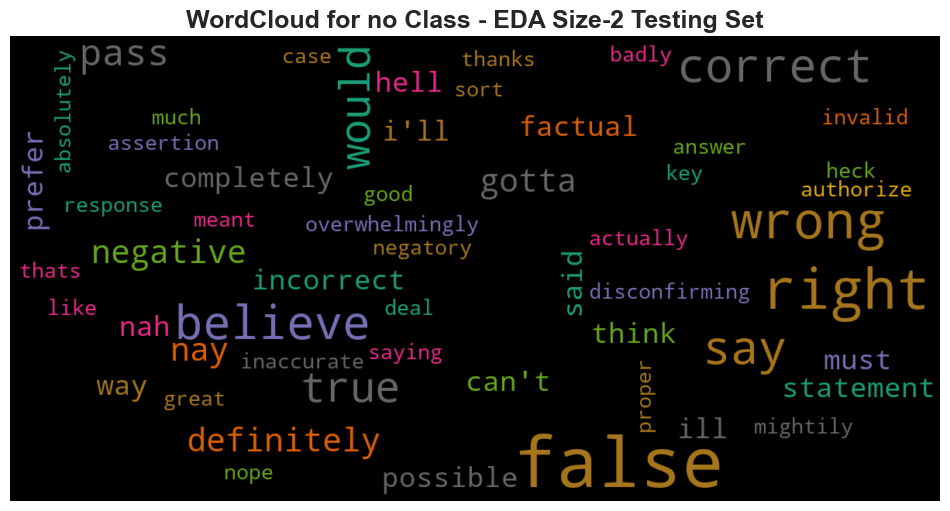 WordCloud for no Class - EDA Size-2 Testing Set
pass
case
would
thanks
badly
correct
absolutely
hell
sort
much
i'll
factual
invalid
assertion
answer
prefer
completely
gotta
key
heck
authorize
response
good
meant
overwhelmingly
wrong
negative
negatory
actually
thats
incorrect
said
disconfirming
right
like
nah
believe
deal
think
nay
inaccurate
saying
say
must
way
great
true
can't
proper
statement
definitely
ill
mightily
nope
possible
false